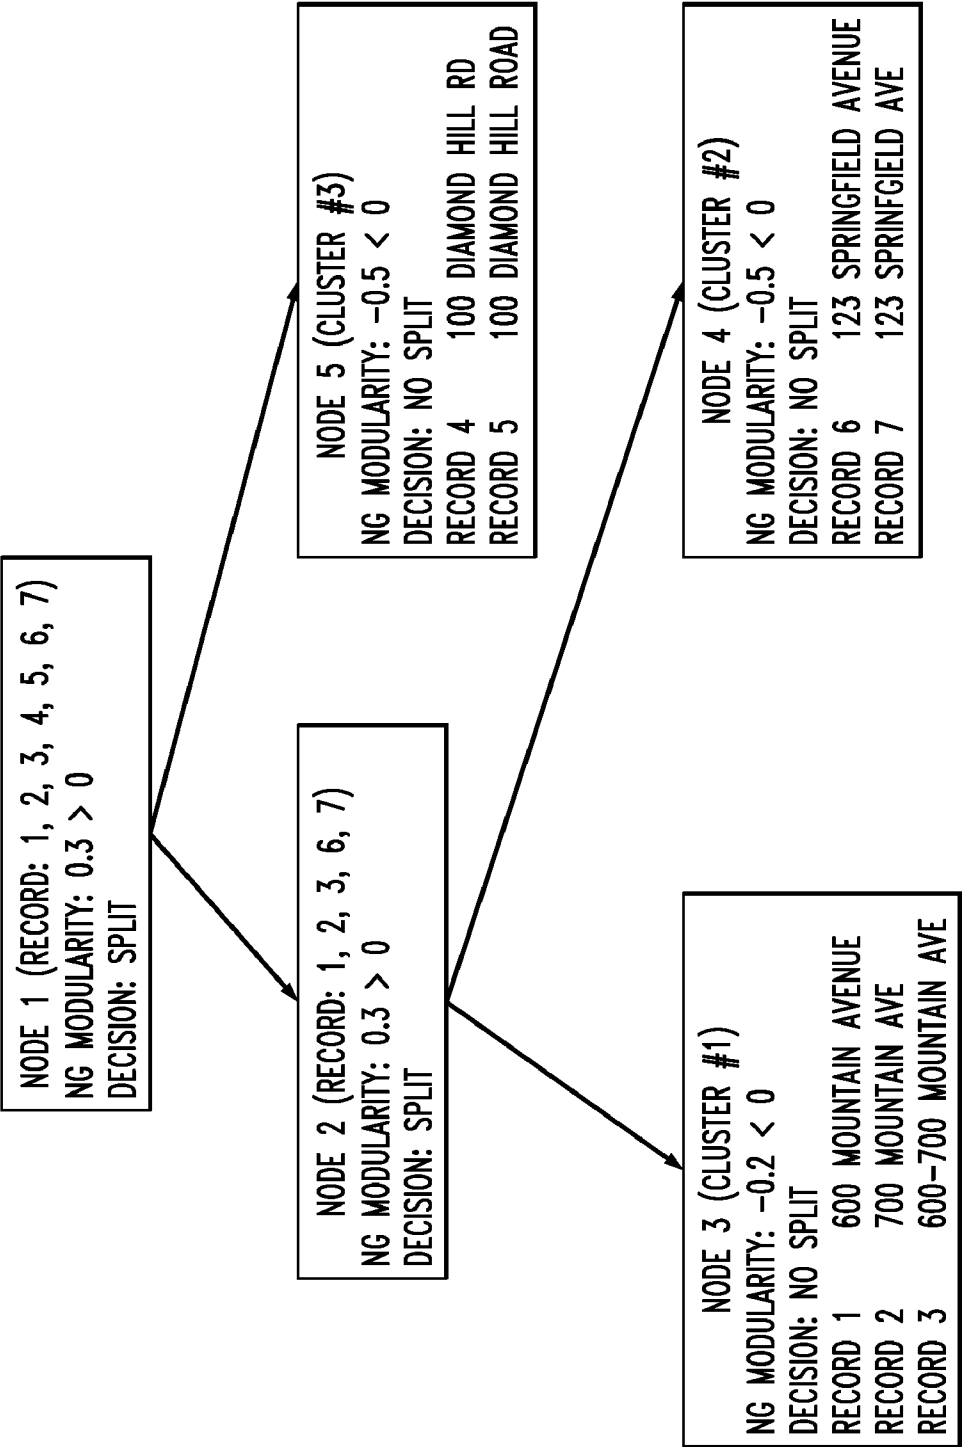 NODE 1 (RECORD: 1, 2, 3, 4, 5, 6, 7)
NG MODULARITY: 0.3 > 0
DECISION: SPLIT
NODE 2 (RECORD: 1, 2, 3, 6, 7)
NG MODULARITY: 0.3 > 0
DECISION: SPLIT
NODE 5 (CLUSTER #3)
NG MODULARITY: -0.5 < 0
DECISION: NO SPLIT
RECORD 4 100 DIAMOND HILL RD
RECORD 5 100 DIAMOND HILL ROAD
NODE 3 (CLUSTER #1)
NG MODULARITY: -0.2 < 0
DECISION: NO SPLIT
RECORD 1 600 MOUNTAIN AVENUE
RECORD 2 700 MOUNTAIN AVE
RECORD 3 600-700 MOUNTAIN AVE
NODE 4 (CLUSTER #2)
NG MODULARITY: -0.5 < 0
DECISION: NO SPLIT
RECORD 6 123 SPRINGFIELD AVENUE
RECORD 7 123 SPRINFGIELD AVE